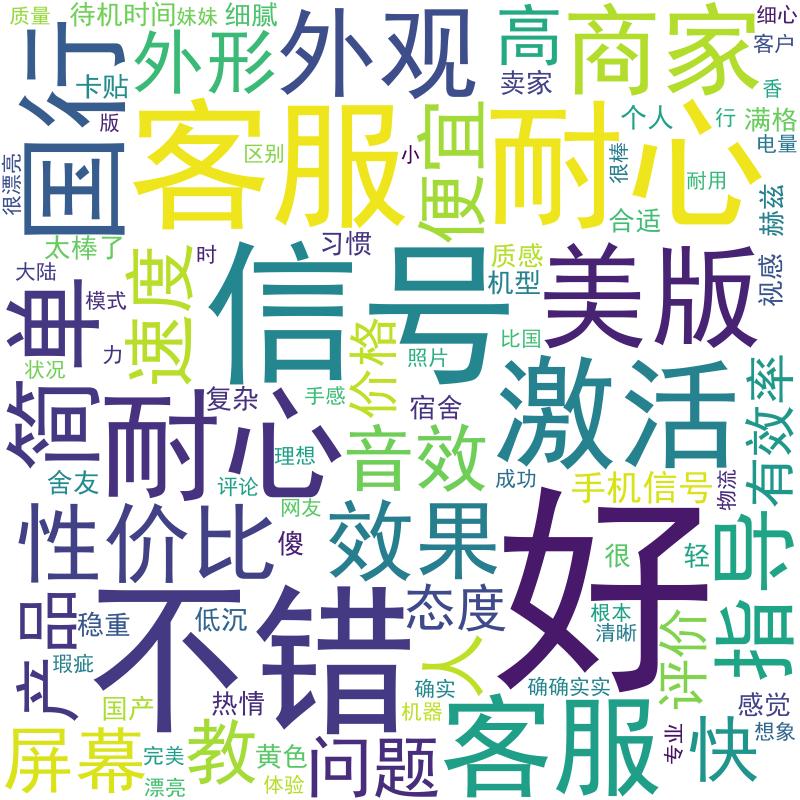 质量
待机时间
妹妹
细腻
外观
高
商家
细心
客户
国行
外形
卡贴
卖家
香
版
客服
耐心
便宜
个人
行
满格
电量
很漂亮
区别
小
很棒
耐用
合适
赫兹
太棒了
速度
时
习惯
信号
质感
机型
美版
视感
大陆
简单
模式
力
价格
照片
比国
状况
耐心
复杂
手感
宿舍
激活
有效率
音效
理想
舍友
评论
网友
成功
手机信号
物流
性价比
傻
效果
好
很
轻
指导
产品
稳重
不错
低沉
态度
根本
清晰
评价
瑕疵
人
确实
确确实实
国产
热情
机器
客服
感觉
想象
屏幕
完美
教
黄色
问题
专业
快
漂亮
体验